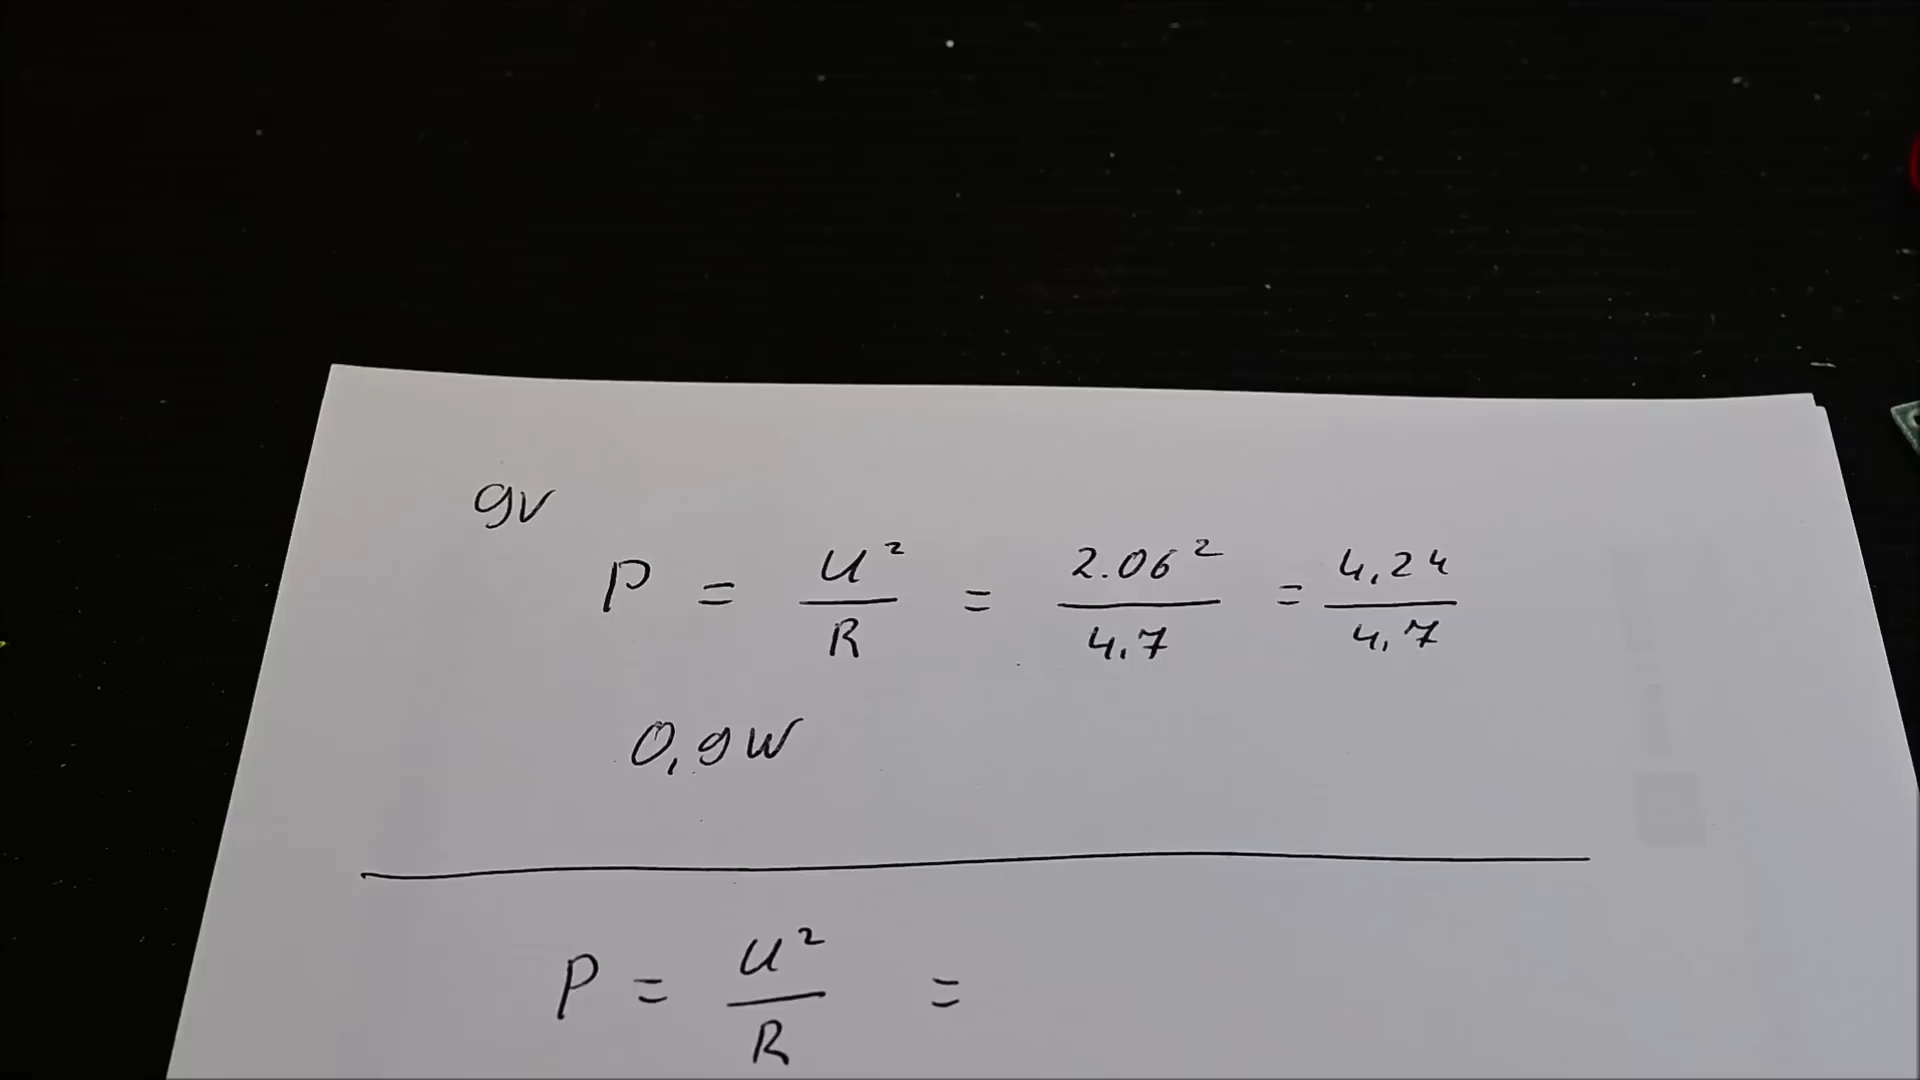 9V
P = U² / R = 2.06² / 4.7 = 4,24 / 4,7
0,9W
P = U² / R =